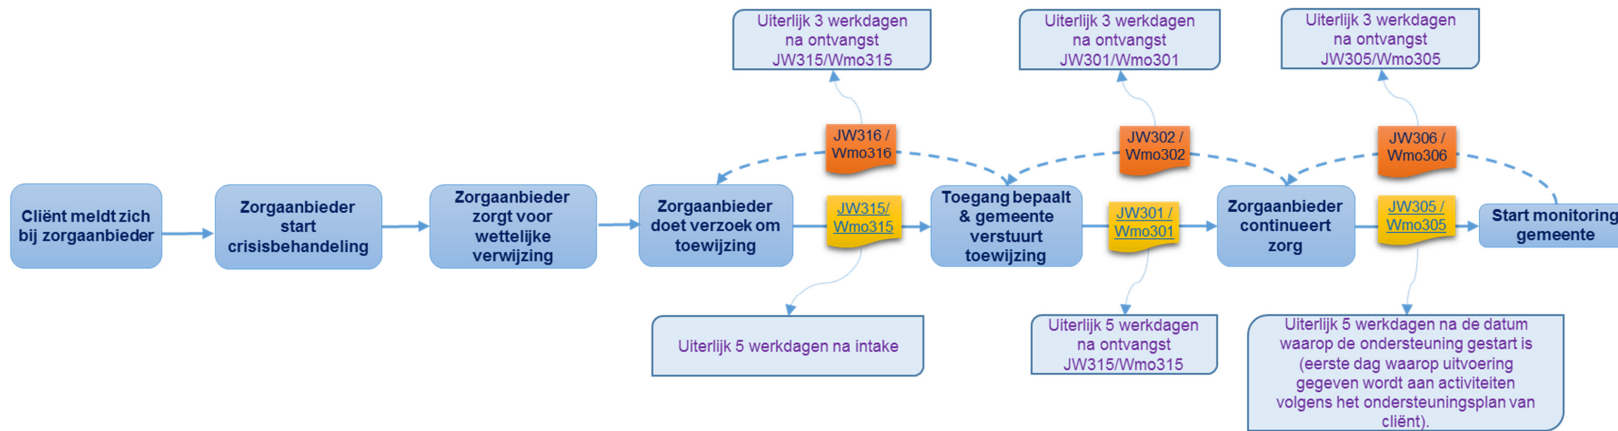 Uiterlijk 3 werkdagen
na ontvangst
JW315/Wmo315
Uiterlijk 3 werkdagen
na ontvangst
JW301/Wmo301
Uiterlijk 3 werkdagen
na ontvangst
JW305/Wmo305
JW316 /
Wmo316
JW302 /
Wmo302
JW306 /
Wmo306
Cliënt meldt zich
bij zorgaanbieder
Zorgaanbieder
start
crisisbehandeling
Zorgaanbieder
zorgt voor
wettelijke
verwijzing
Zorgaanbieder
doet verzoek om
toewijzing
JW315/
Wmo315
Toegang bepaalt
& gemeente
verstuurt
toewijzing
JW301 /
Wmo301
Zorgaanbieder
continueert
zorg
JW305 /
Wmo305
Start monitoring
gemeente
Uiterlijk 5 werkdagen na intake
Uiterlijk 5 werkdagen
na ontvangst
JW315/Wmo315
Uiterlijk 5 werkdagen na de datum
waarop de ondersteuning gestart is
(eerste dag waarop uitvoering
gegeven wordt aan activiteiten
volgens het ondersteuningsplan van
cliënt).